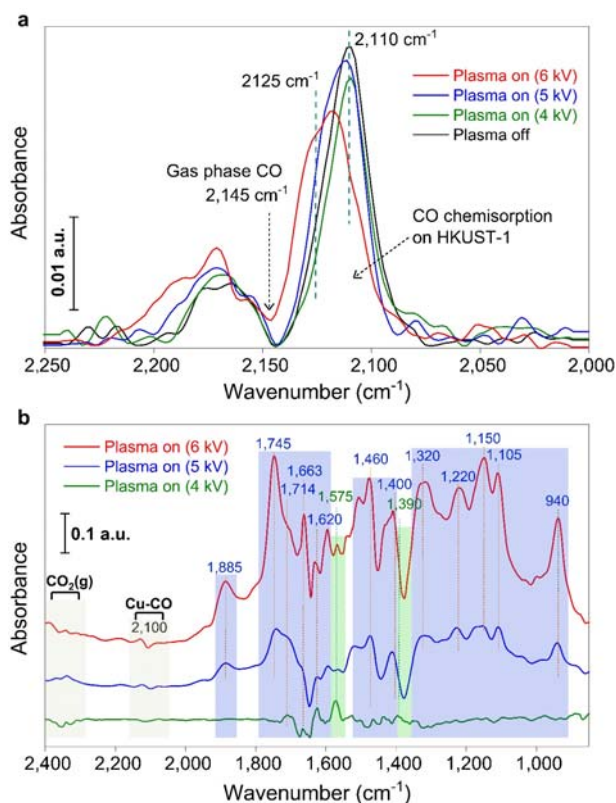 a
2,110 cm-1
2125 cm-1
Plasma on (6 kV)
Plasma on (5 kV)
Plasma on (4 kV)
Plasma off
Gas phase CO
2,145 cm-1
CO chemisorption
on HKUST-1
0.01 a.u.
Absorbance
2,250 2,200 2,150 2,100 2,050 2,000
Wavenumber (cm-1)
b
Plasma on (6 kV)
Plasma on (5 kV)
Plasma on (4 kV)
0.1 a.u.
1,745
1,663
1,714
1,620
1,575
1,460
1,400
1,390
1,320
1,220
1,150
1,105
940
1,885
CO2(g)
Cu-CO
2,100
Absorbance
2,400 2,200 2,000 1,800 1,600 1,400 1,200 1,000
Wavenumber (cm-1)